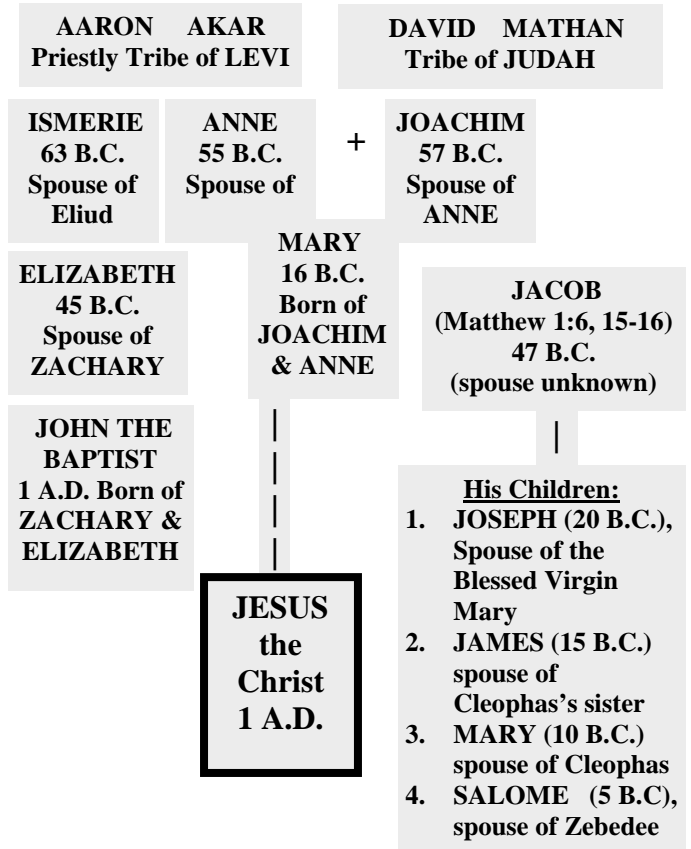 AARON AKAR
Priestly Tribe of LEVI
DAVID MATHAN
Tribe of JUDAH
ISMERIE
63 B.C.
Spouse of
Eliud
ANNE
55 B.C.
Spouse of
+
JOACHIM
57 B.C.
Spouse of
ANNE
MARY
16 B.C.
Born of
JOACHIM
& ANNE
ELIZABETH
45 B.C.
Spouse of
ZACHARY
JACOB
(Matthew 1:6, 15-16)
47 B.C.
(spouse unknown)
JOHN THE
BAPTIST
1 A.D. Born of
ZACHARY &
ELIZABETH
JESUS
the
Christ
1 A.D.
His Children:
1. JOSEPH (20 B.C.),
Spouse of the
Blessed Virgin
Mary
2. JAMES (15 B.C.)
spouse of
Cleophas's sister
3. MARY (10 B.C.)
spouse of Cleophas
4. SALOME (5 B.C),
spouse of Zebedee